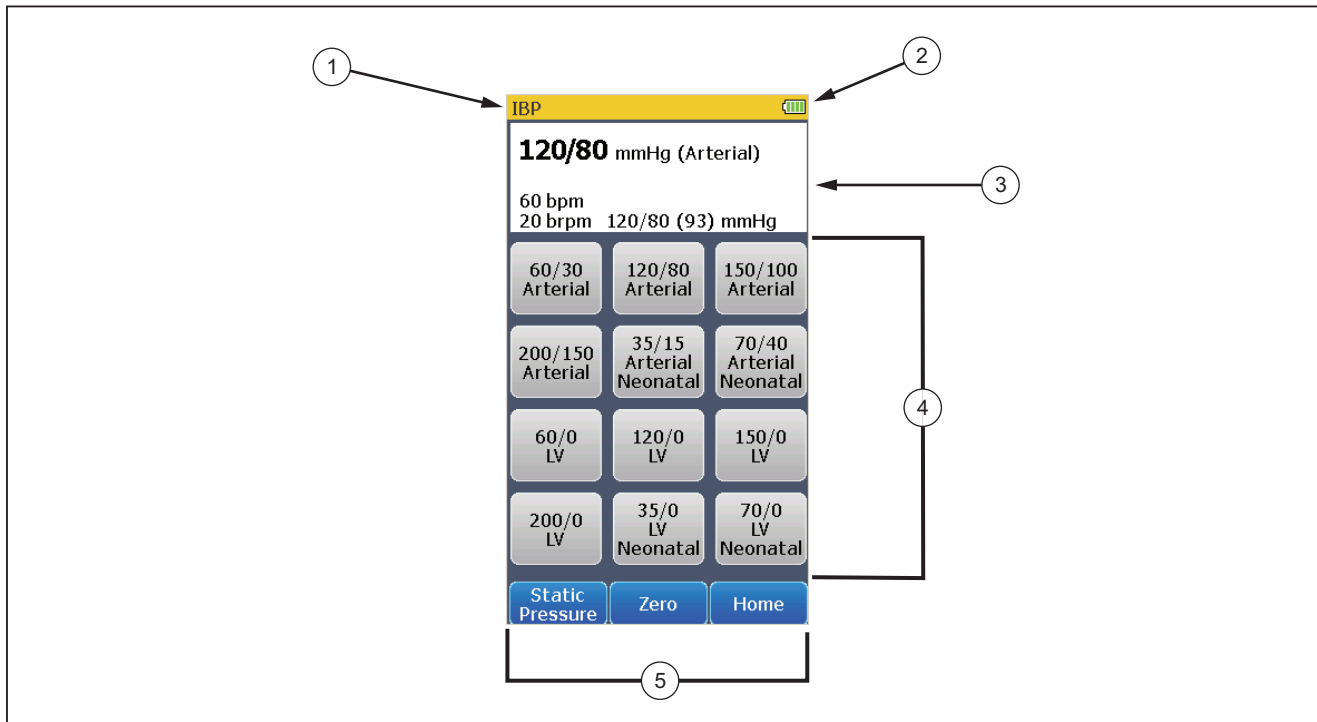 1
2
IBP
120/80 mmHg (Arterial)
3
60 bpm
20 brpm 120/80 (93) mmHg
60/30
Arterial
120/80
Arterial
150/100
Arterial
200/150
Arterial
35/15
Arterial
Neonatal
70/40
Arterial
Neonatal
4
60/0
LV
120/0
LV
150/0
LV
200/0
LV
35/0
LV
Neonatal
70/0
LV
Neonatal
Static
Pressure
Zero
Home
5